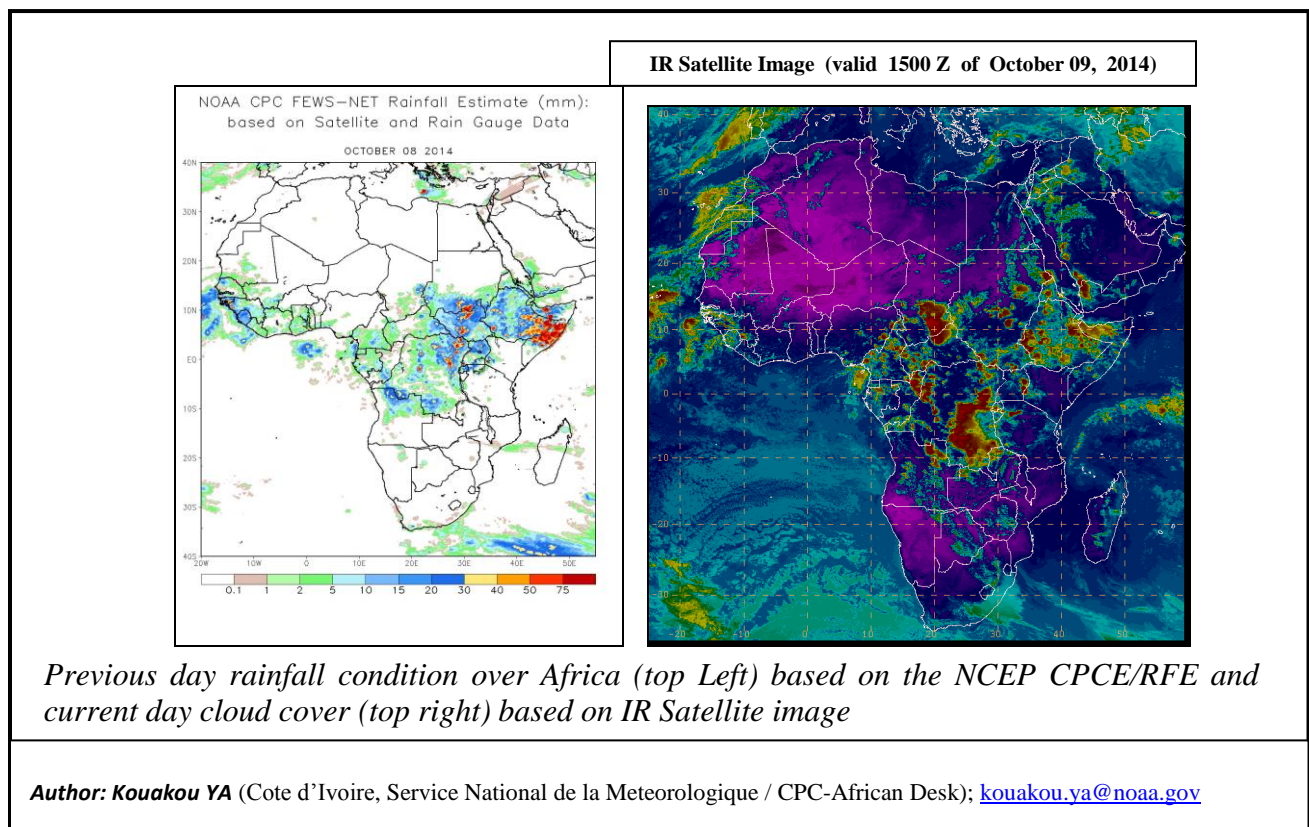 IR Satellite Image (valid 1500 Z of October 09, 2014)
NOAA CPC FEWS-NET Rainfall Estimate (mm):
based on Satellite and Rain Gauge Data
OCTOBER 08 2014
40N
30N
20N
10N
EQ
10S
20S
30S
40S
20W 10W 0 10E 20E 30E 40E 50E
0.1 1 2 5 10 15 20 30 40 50 75
40
30
20
10
0
-10
-20
-30
-20 -10 0 10 20 30 40 50
Previous day rainfall condition over Africa (top Left) based on the NCEP CPCE/RFE and
current day cloud cover (top right) based on IR Satellite image
Author: Kouakou YA (Cote d’Ivoire, Service National de la Meteorologique / CPC-African Desk); kouakou.ya@noaa.gov